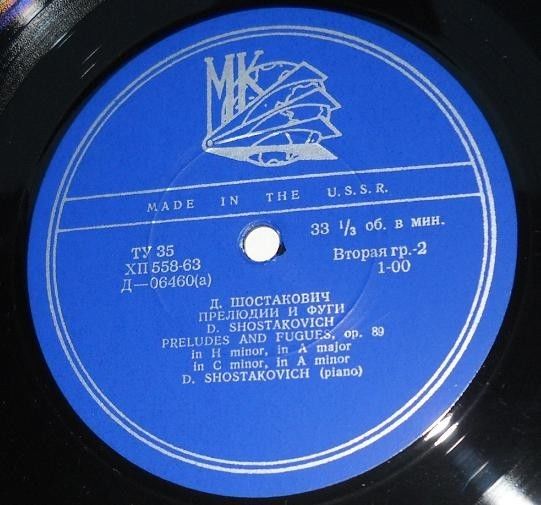 МК
MADE IN THE U.S.S.R.
ТУ 35
ХП 558-63
Д—06460(а)
33 1/3 об. в мин.
Вторая гр.-2
1-00
Д. ШОСТАКОВИЧ
ПРЕЛЮДИИ И ФУГИ
D. SHOSTAKOVICH
PRELUDES AND FUGUES, op. 89
in H minor, in A major
in C minor, in A minor
D. SHOSTAKOVICH (piano)